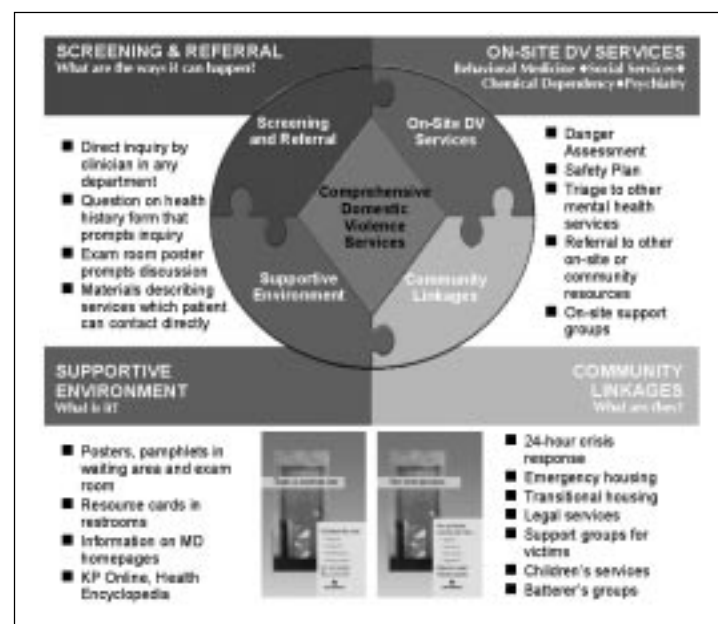 SCREENING & REFERRAL
What are the ways it can happen?
ON-SITE DV SERVICES
Behavioral Medicine ◆Social Services◆
Chemical Dependency◆Psychiatry
Screening
and Referral
On-Site DV
Services
Comprehensive
Domestic
Violence
Services
Supportive
Environment
Community
Linkages
■ Direct inquiry by
clinician in any
department
■ Question on health
history form that
prompts inquiry
■ Exam room poster
prompts discussion
■ Materials describing
services which patient
can contact directly
■ Danger
Assessment
■ Safety Plan
■ Triage to other
mental health
services
■ Referral to other
on-site or
community
resources
■ On-site support
groups
SUPPORTIVE
ENVIRONMENT
What is it?
COMMUNITY
LINKAGES
What are they?
■ Posters, pamphlets in
waiting area and exam
room
■ Resource cards in
restrooms
■ Information on MD
homepages
■ KP Online, Health
Encyclopedia
■ 24-hour crisis
response
■ Emergency housing
■ Transitional housing
■ Legal services
■ Support groups for
victims
■ Children's services
■ Batterer's groups